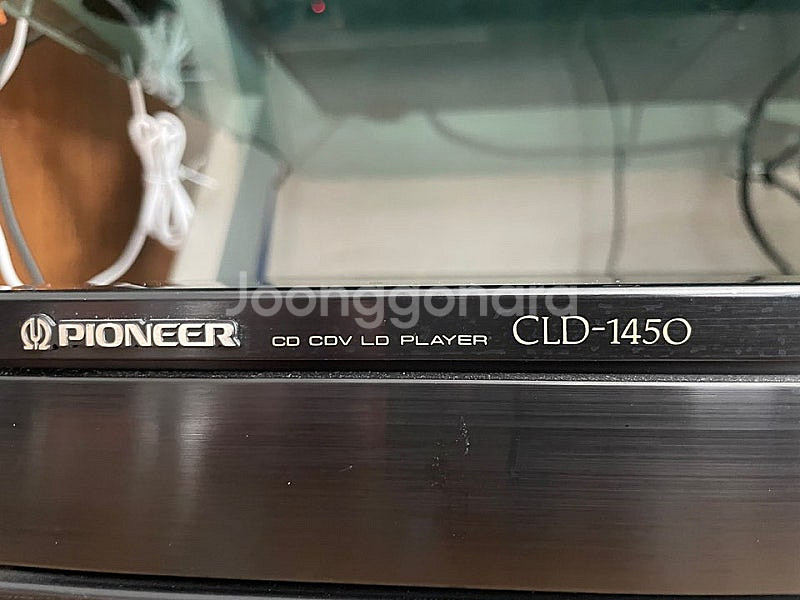 Joonggonara
PIONEER CD CDV LD PLAYER CLD-1450